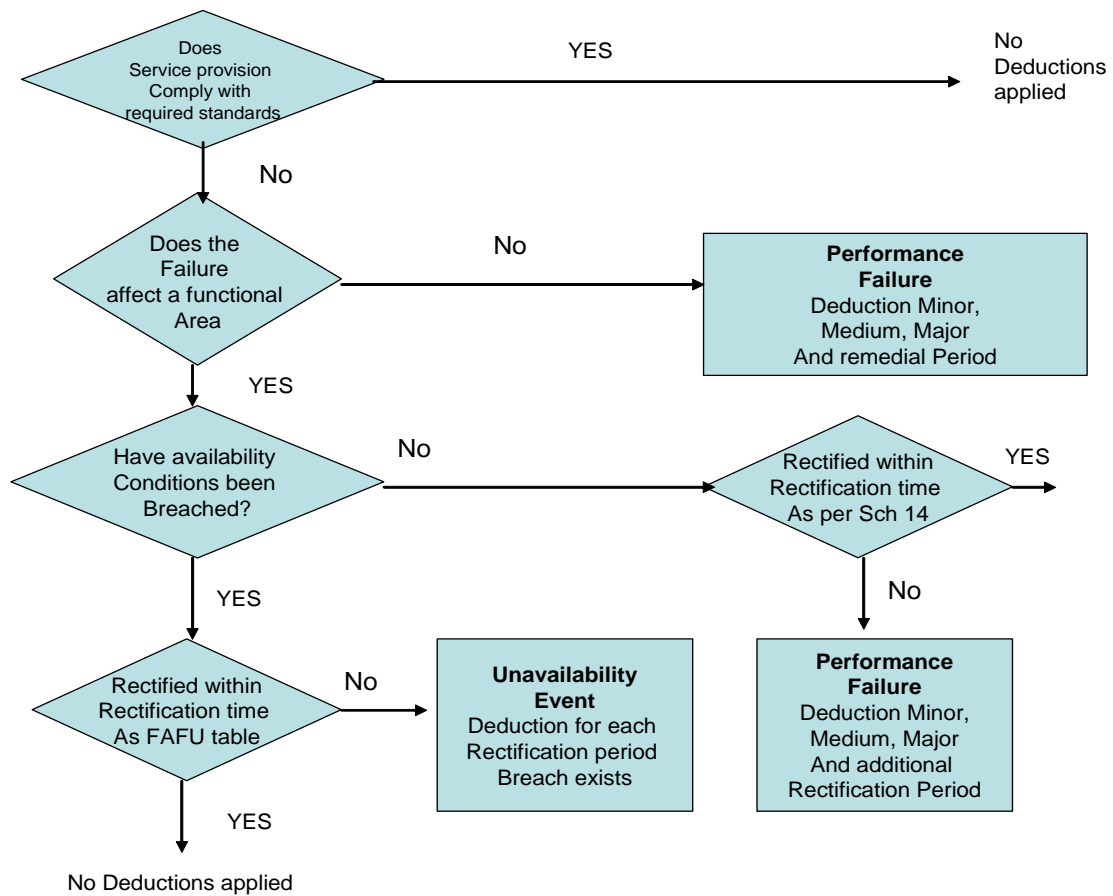 Does
Service provision
Comply with
required standards
YES
No
Deductions
applied
No
Does the
Failure
affect a functional
Area
No
Performance
Failure
Deduction Minor,
Medium, Major
And remedial Period
YES
Have availability
Conditions been
Breached?
No
Rectified within
Rectification time
As per Sch 14
YES
YES
No
Rectified within
Rectification time
As FAFU table
No
Unavailability
Event
Deduction for each
Rectification period
Breach exists
Performance
Failure
Deduction Minor,
Medium, Major
And additional
Rectification Period
YES
No Deductions applied